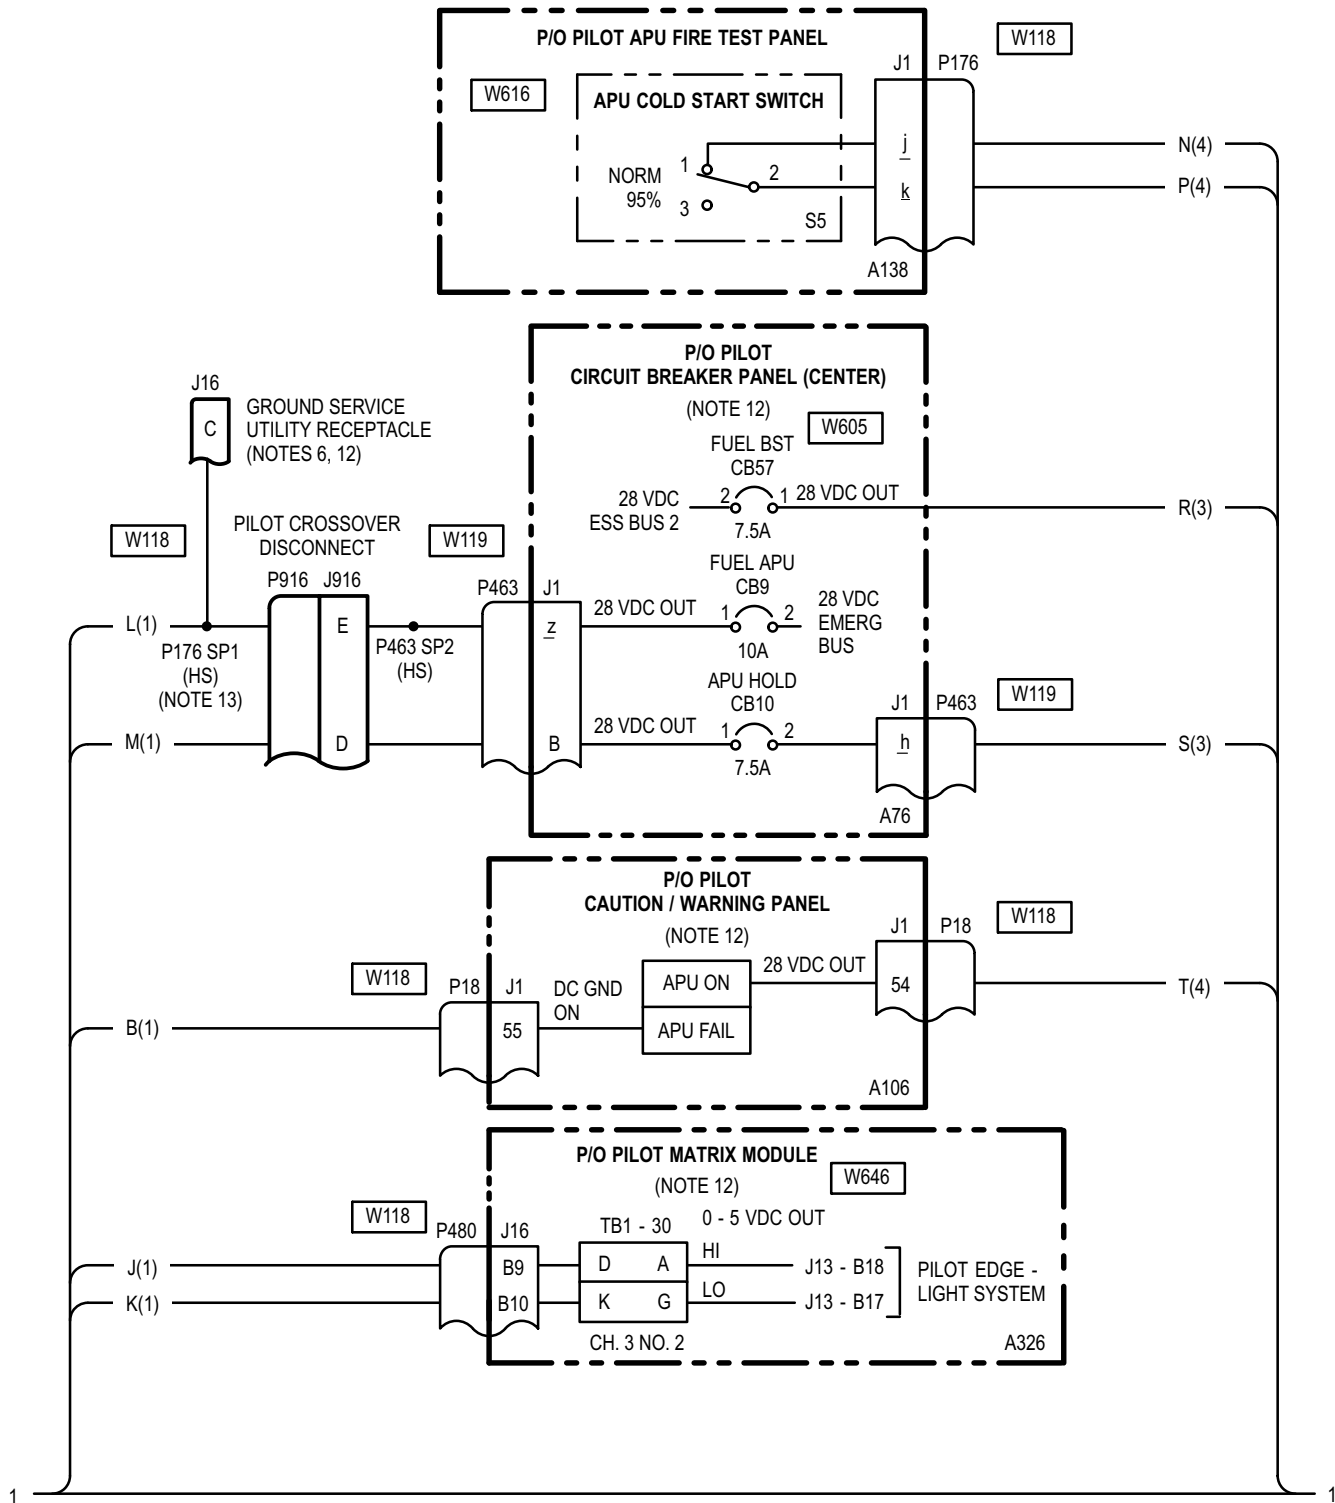 P/O PILOT APU FIRE TEST PANEL
W118
J1 P176
W616
APU COLD START SWITCH
j
N(4)
1
2
NORM
95%
k
P(4)
3
S5
A138
P/O PILOT
CIRCUIT BREAKER PANEL (CENTER)
(NOTE 12)
W605
J16
C
GROUND SERVICE
UTILITY RECEPTACLE
(NOTES 6, 12)
FUEL BST
CB57
28 VDC
ESS BUS 2
2 1 28 VDC OUT
7.5A
R(3)
W118
PILOT CROSSOVER
DISCONNECT
W119
FUEL APU
CB9
P916 J916
P463 J1
28 VDC OUT
1 2
28 VDC
EMERG
BUS
10A
L(1)
E
z
P176 SP1
(HS)
(NOTE 13)
P463 SP2
(HS)
APU HOLD
CB10
W119
J1 P463
M(1)
D
B
28 VDC OUT
1 2
7.5A
h
S(3)
A76
P/O PILOT
CAUTION / WARNING PANEL
(NOTE 12)
W118
J1 P18
28 VDC OUT
W118
P18 J1
DC GND
ON
APU ON
54
T(4)
B(1)
55
APU FAIL
A106
P/O PILOT MATRIX MODULE
(NOTE 12)
W646
W118
P480 J16
TB1 - 30
0 - 5 VDC OUT
J(1)
B9
D A
HI
J13 - B18
PILOT EDGE -
LIGHT SYSTEM
K(1)
B10
K G
LO
J13 - B17
CH. 3 NO. 2
A326
1
1